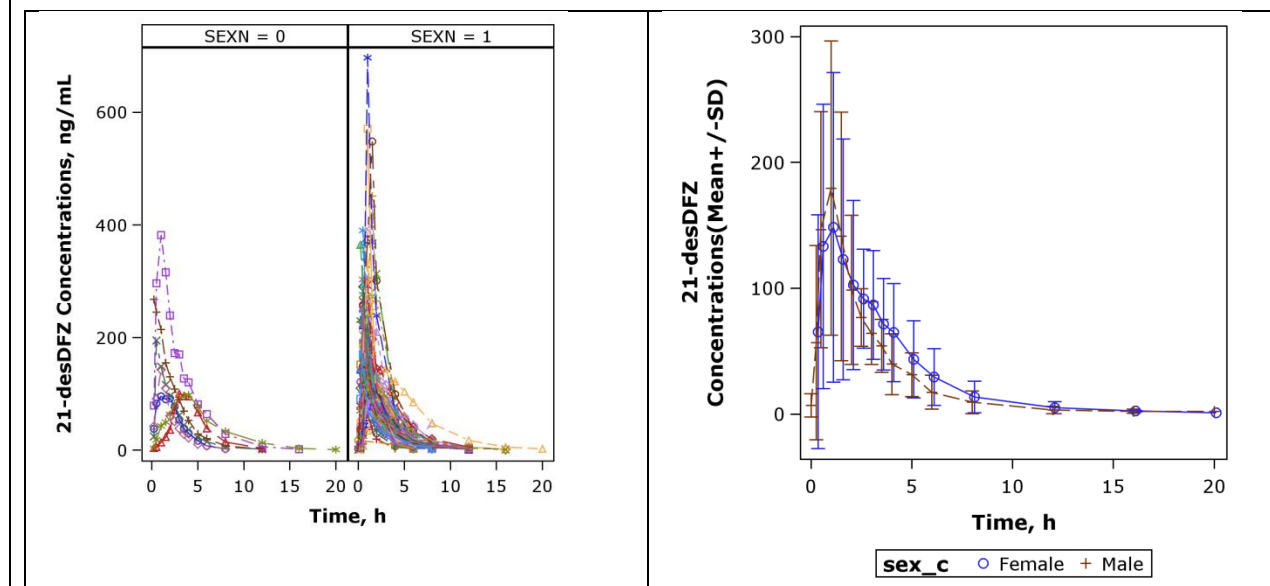 SEXN = 0
SEXN = 1
21-desDFZ Concentrations, ng/mL
600
400
200
0
0 5 10 15 20
0 5 10 15 20
Time, h
21-desDFZ
Concentrations(Mean+/-SD)
300
200
100
0
0 5 10 15 20
Time, h
sex_c Female Male